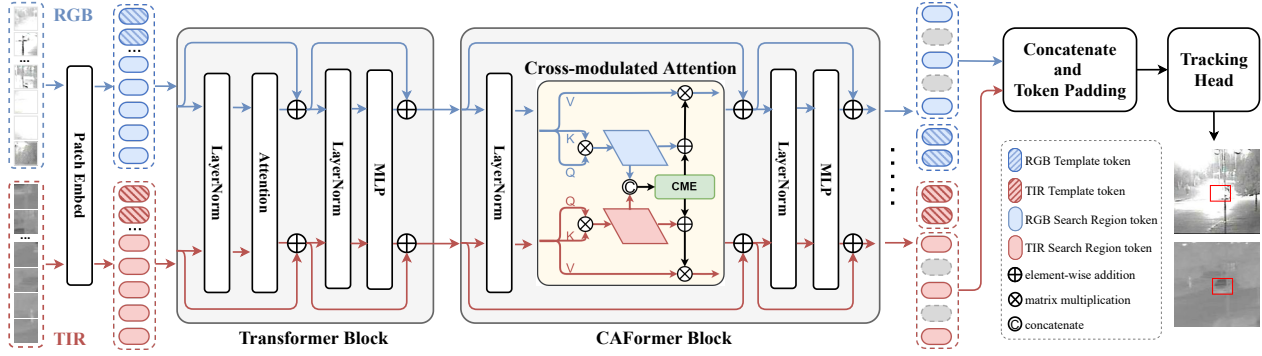 RGB
TIR
Patch Embed
LayerNorm
Attention
LayerNorm
MLP
Transformer Block
LayerNorm
Cross-modulated Attention
V
K
Q
C
CME
Q
K
V
LayerNorm
MLP
CAFormer Block
Concatenate
and
Token Padding
Tracking
Head
RGB Template token
TIR Template token
RGB Search Region token
TIR Search Region token
element-wise addition
matrix multiplication
C concatenate